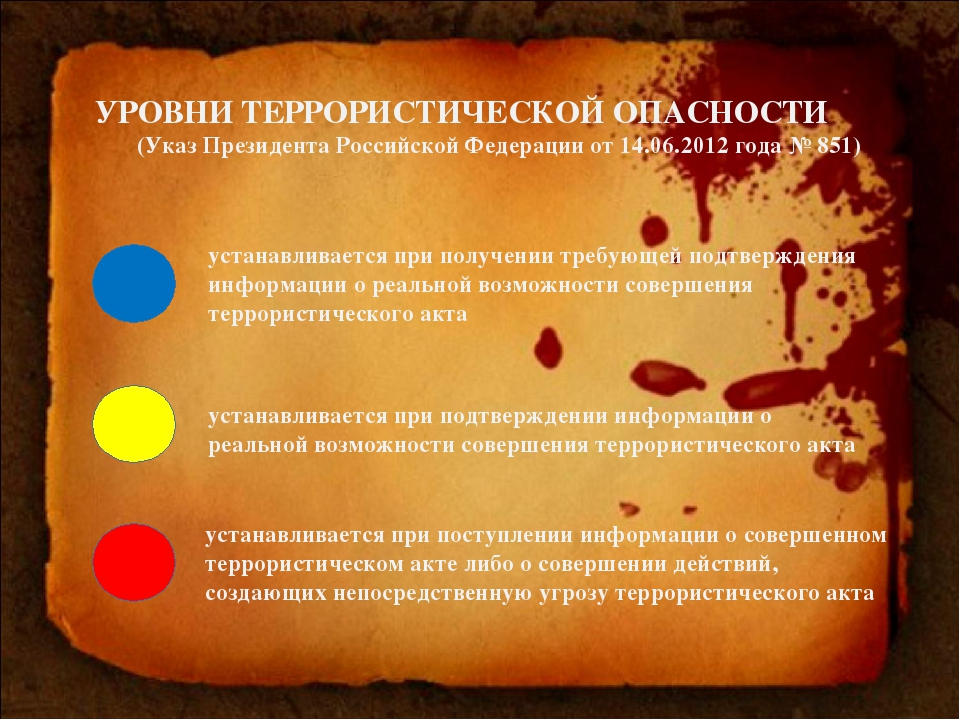 УРОВНИ ТЕРРОРИСТИЧЕСКОЙ ОПАСНОСТИ
(Указ Президента Российской Федерации от 14.06.2012 года № 851)
устанавливается при получении требующей подтверждения
информации о реальной возможности совершения
террористического акта
устанавливается при подтверждении информации о
реальной возможности совершения террористического акта
устанавливается при поступлении информации о совершенном
террористическом акте либо о совершении действий,
создающих непосредственную угрозу террористического акта